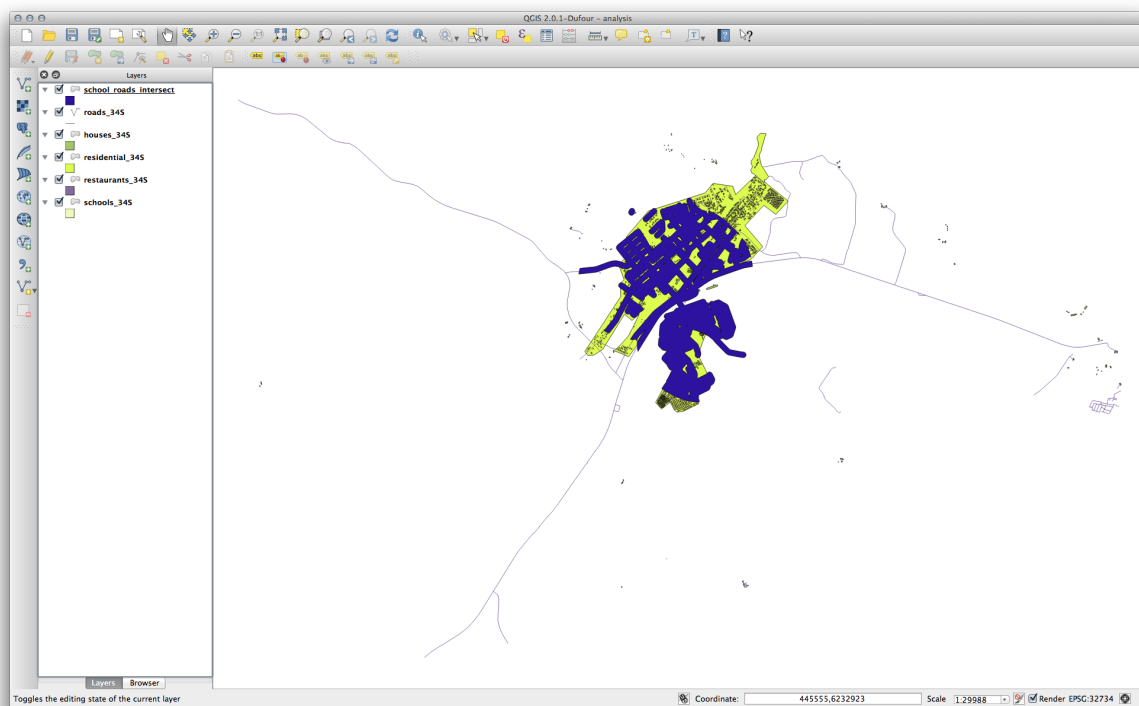 QGIS 2.0.1-Dufour – analysis
Layers
school_roads_intersect
roads_34S
houses_34S
residential_34S
restaurants_34S
schools_34S
Layers Browser
Toggles the editing state of the current layer Coordinate: 445555,6232923 Scale 1:29988 Render EPSG:32734